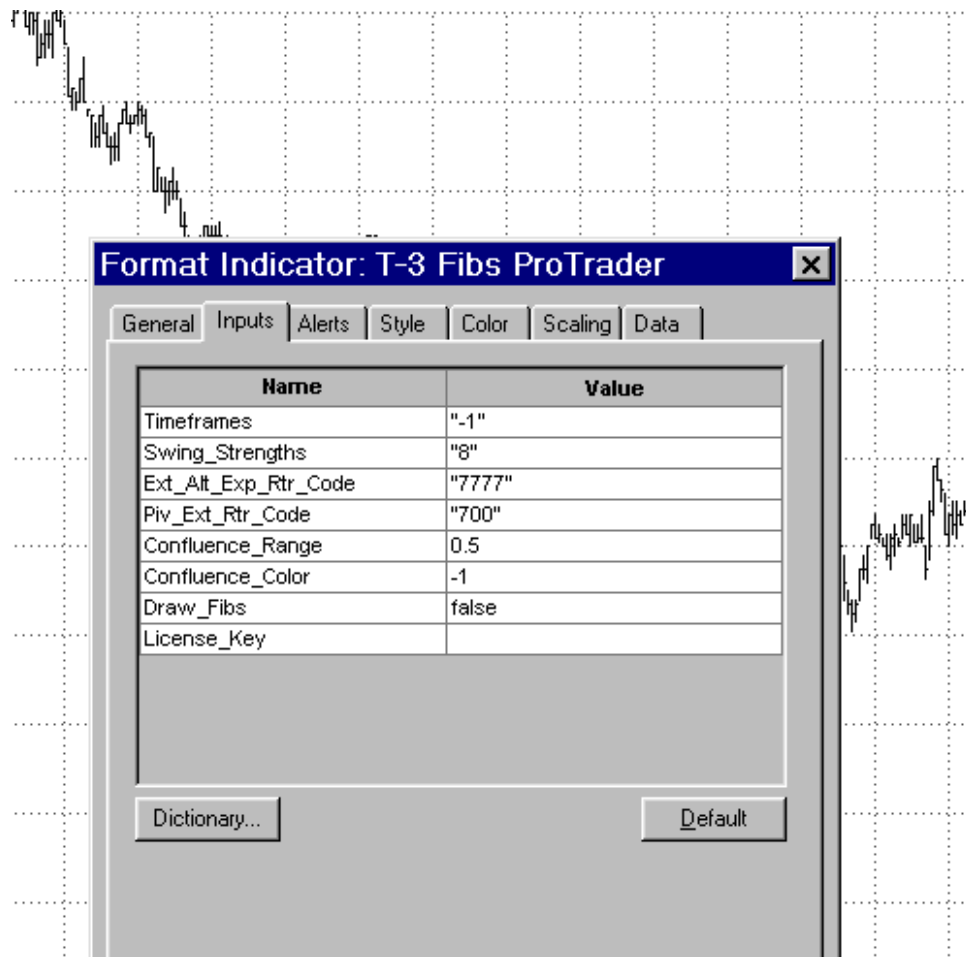 Format Indicator: T-3 Fibs ProTrader
General Inputs Alerts Style Color Scaling Data
Name Value
Timeframes "-1"
Swing_Strengths "8"
Ext_Alt_Exp_Rtr_Code "7777"
Piv_Ext_Rtr_Code "700"
Confluence_Range 0.5
Confluence_Color -1
Draw_Fibs false
License_Key
Dictionary... Default